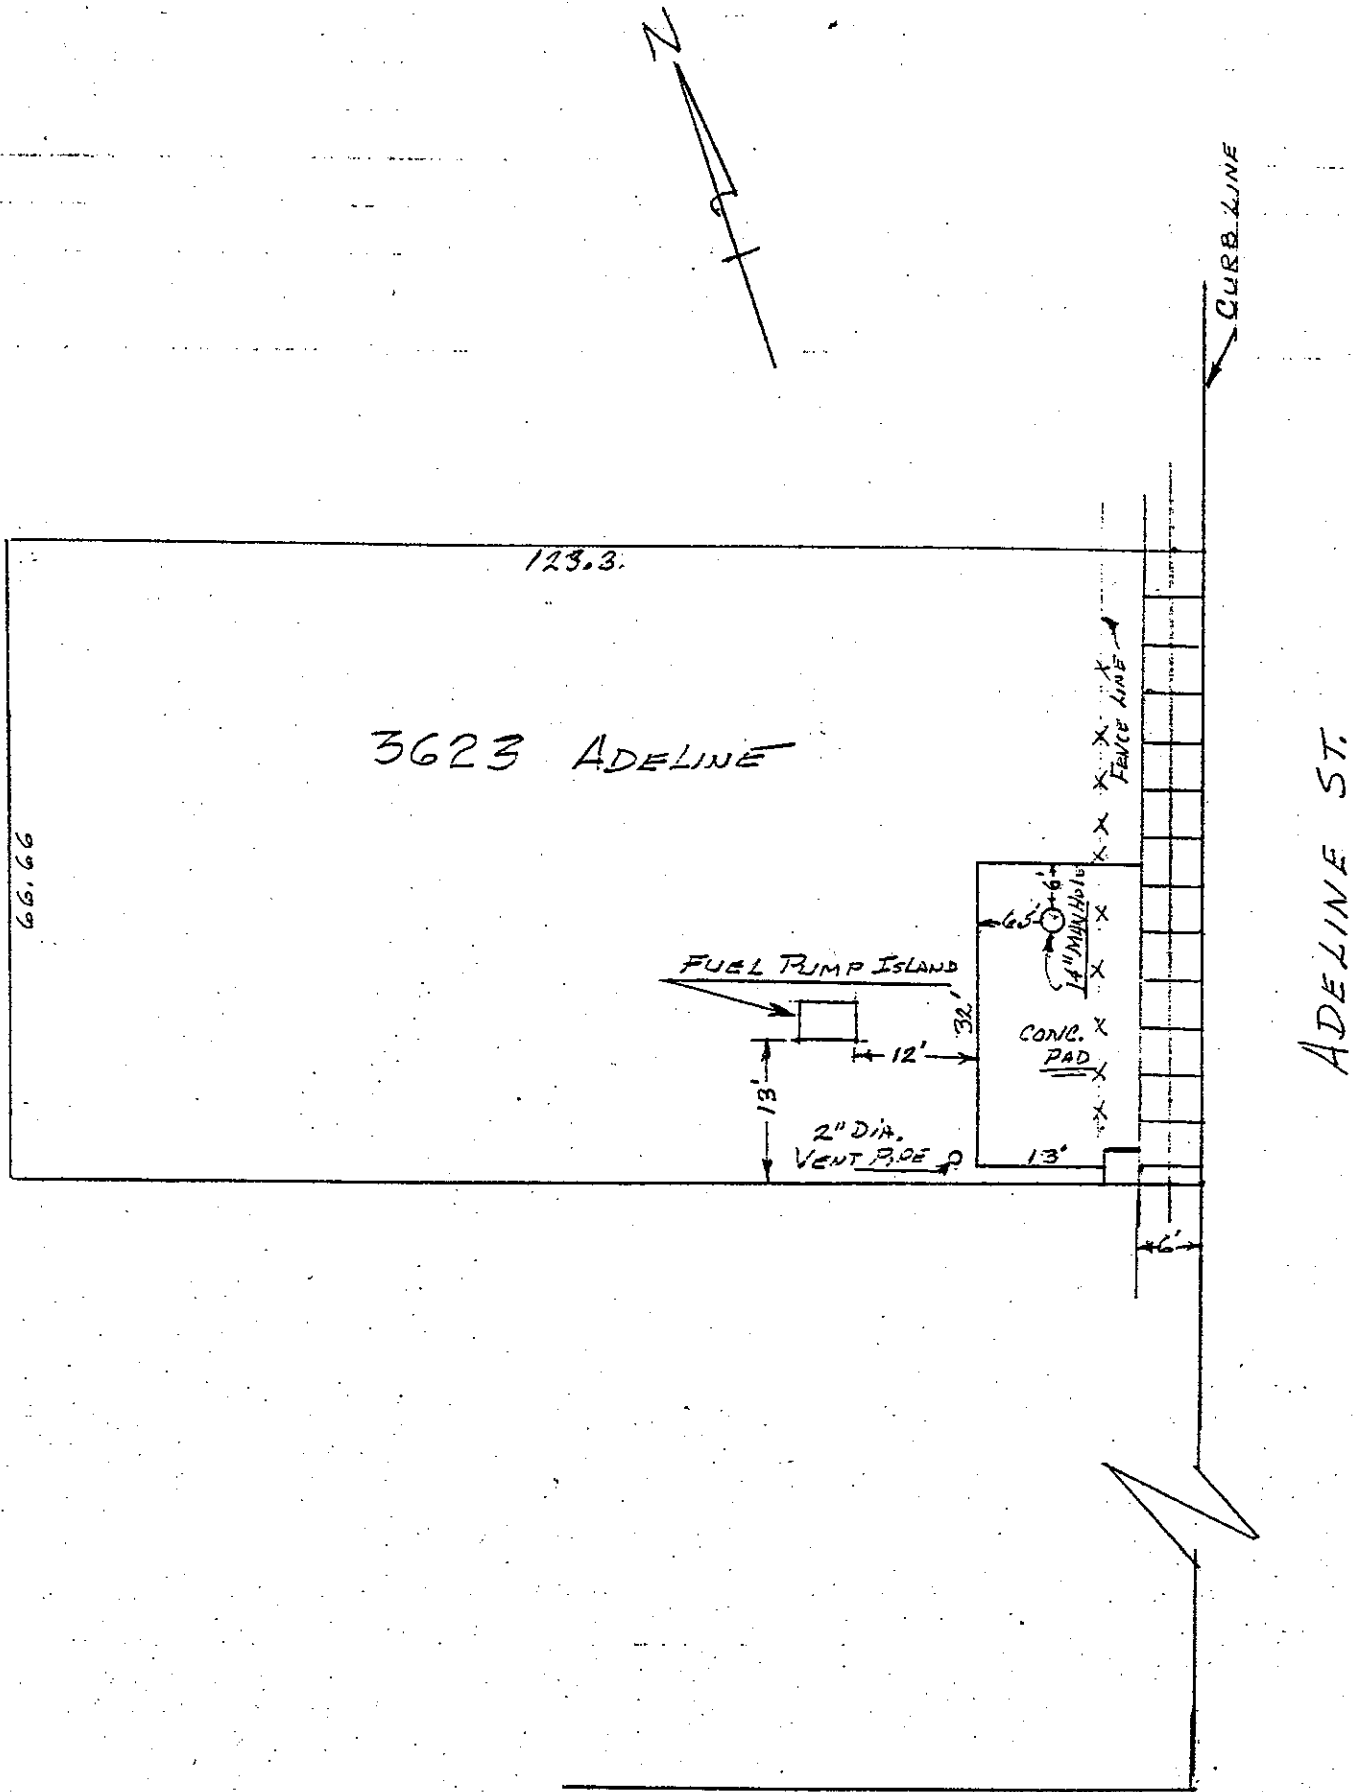 N
CURB LINE
123.3
3623 ADELINE
66.66
FENCE LINE
ADELINE ST.
6'
6.5'
14" MANHOLE
FUEL PUMP ISLAND
32'
CONC.
PAD
12'
13'
2" DIA.
VENT PIPE
13'
6'